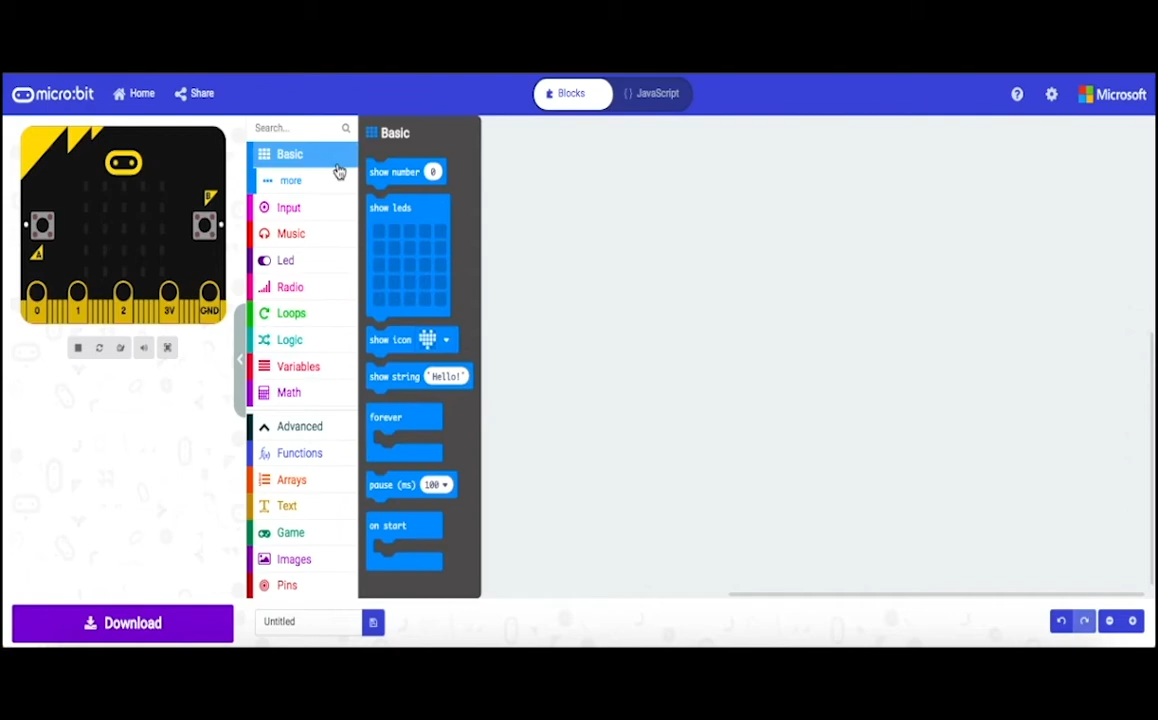 micro:bit Home Share Blocks {} JavaScript ? Microsoft
Search...
Basic
more
Input
Music
Led
Radio
Loops
Logic
Variables
Math
Advanced
Functions
Arrays
Text
Game
Images
Pins
Basic
show number 0
show leds
show icon
show string "Hello!"
forever
pause (ms) 100
on start
B
A
0 1 2 3V GND
Download
Untitled